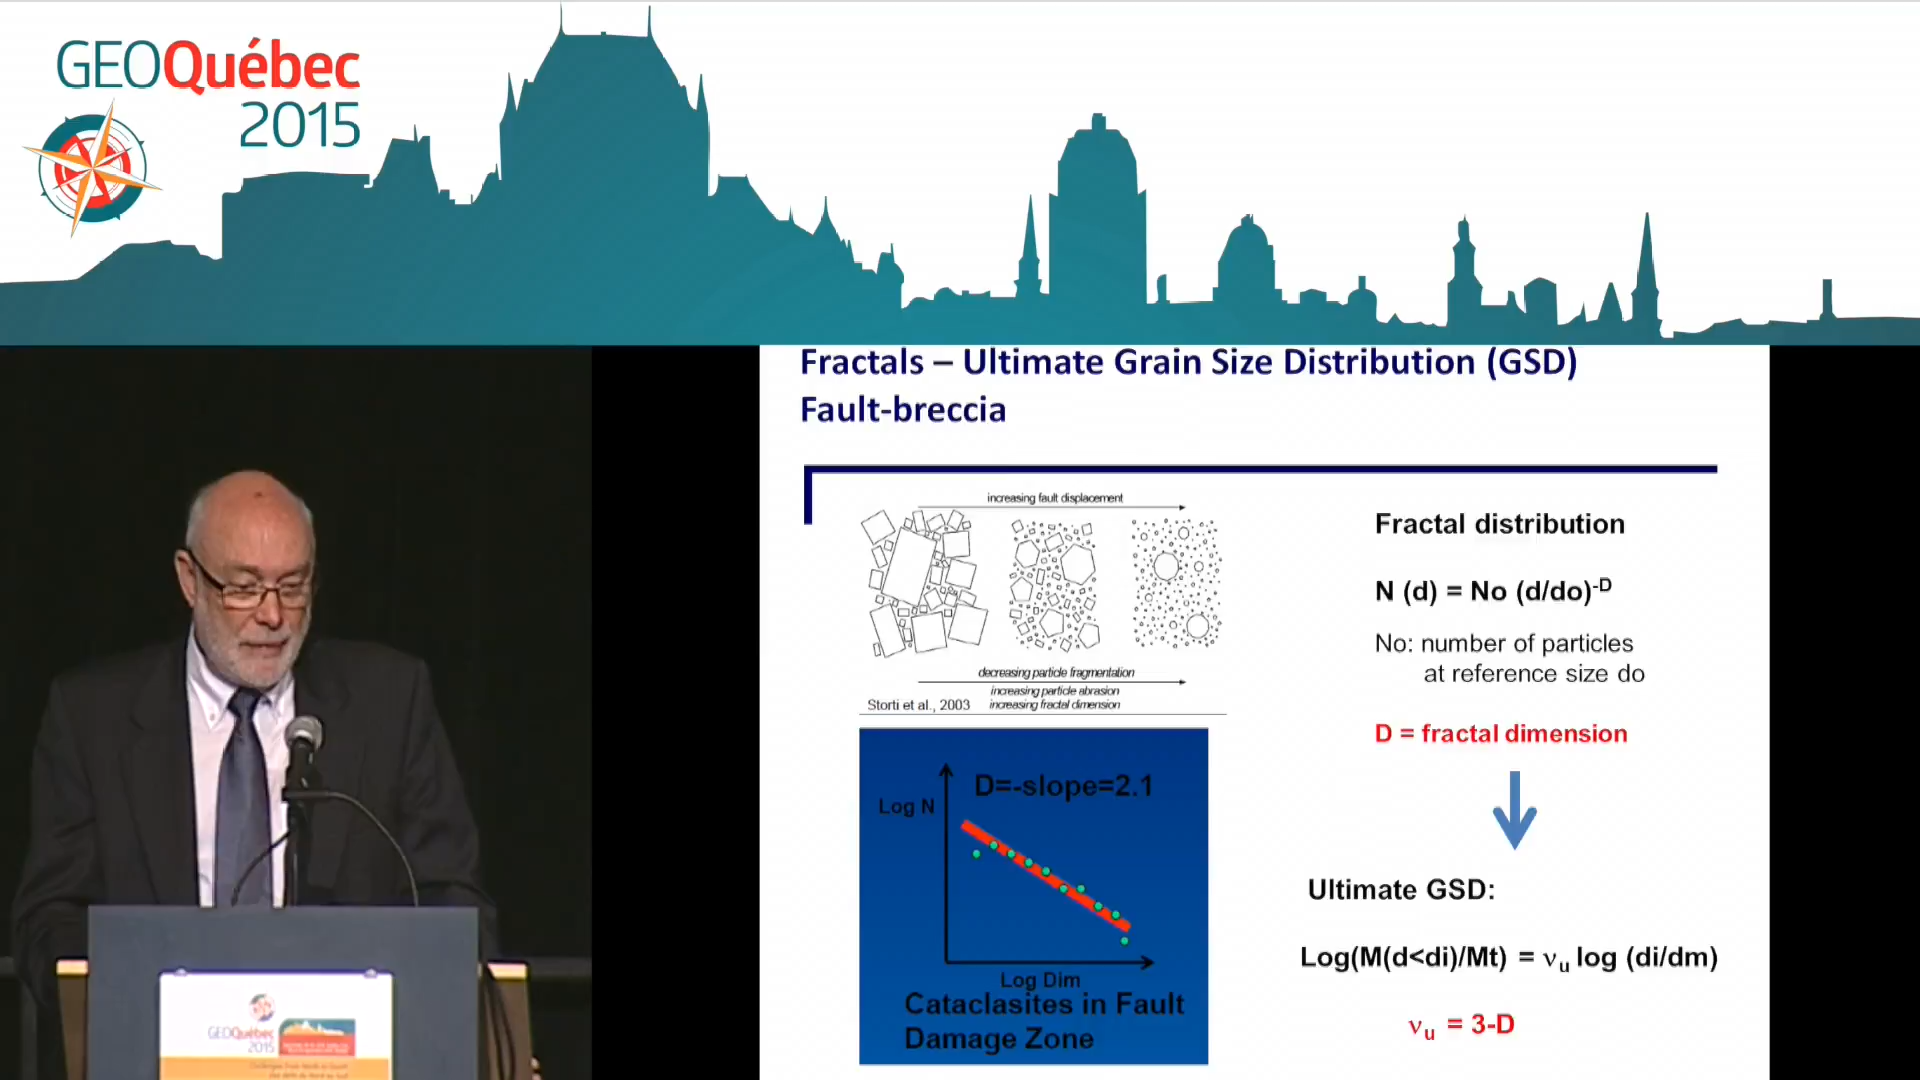 GEOQuébec
2015
Fractals – Ultimate Grain Size Distribution (GSD)
Fault-breccia
increasing fault displacement
decreasing particle fragmentation
increasing particle abrasion
Storti et al., 2003 increasing fractal dimension
D=-slope=2.1
Log N
Log Dim
Cataclasites in Fault
Damage Zone
Fractal distribution
N (d) = No (d/do)-D
No: number of particles
at reference size do
D = fractal dimension
Ultimate GSD:
Log(M(d<di)/Mt) = νu log (di/dm)
νu = 3-D
GEOQuébec
2015